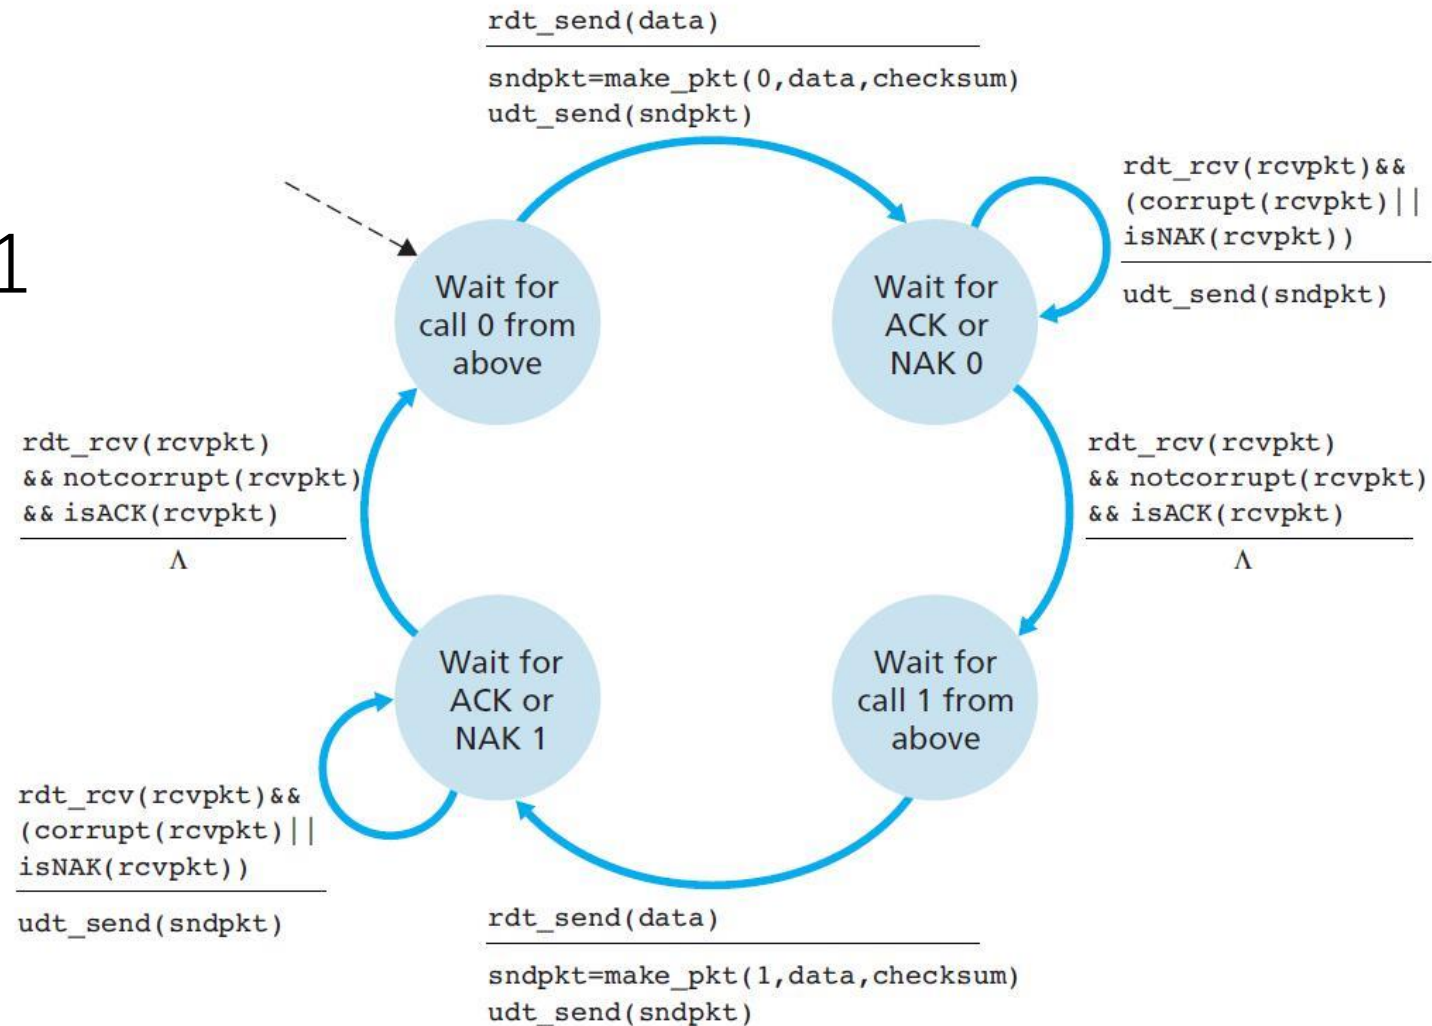 rdt_send(data)
sndpkt=make_pkt(0,data,checksum)
udt_send(sndpkt)
1
Wait for
call 0 from
above
Wait for
ACK or
NAK 0
rdt_rcv(rcvpkt)&&
(corrupt(rcvpkt)||
isNAK(rcvpkt))
udt_send(sndpkt)
rdt_rcv(rcvpkt)
&& notcorrupt(rcvpkt)
&& isACK(rcvpkt)
Λ
rdt_rcv(rcvpkt)
&& notcorrupt(rcvpkt)
&& isACK(rcvpkt)
Λ
Wait for
ACK or
NAK 1
Wait for
call 1 from
above
rdt_rcv(rcvpkt)&&
(corrupt(rcvpkt)||
isNAK(rcvpkt))
udt_send(sndpkt)
rdt_send(data)
sndpkt=make_pkt(1,data,checksum)
udt_send(sndpkt)